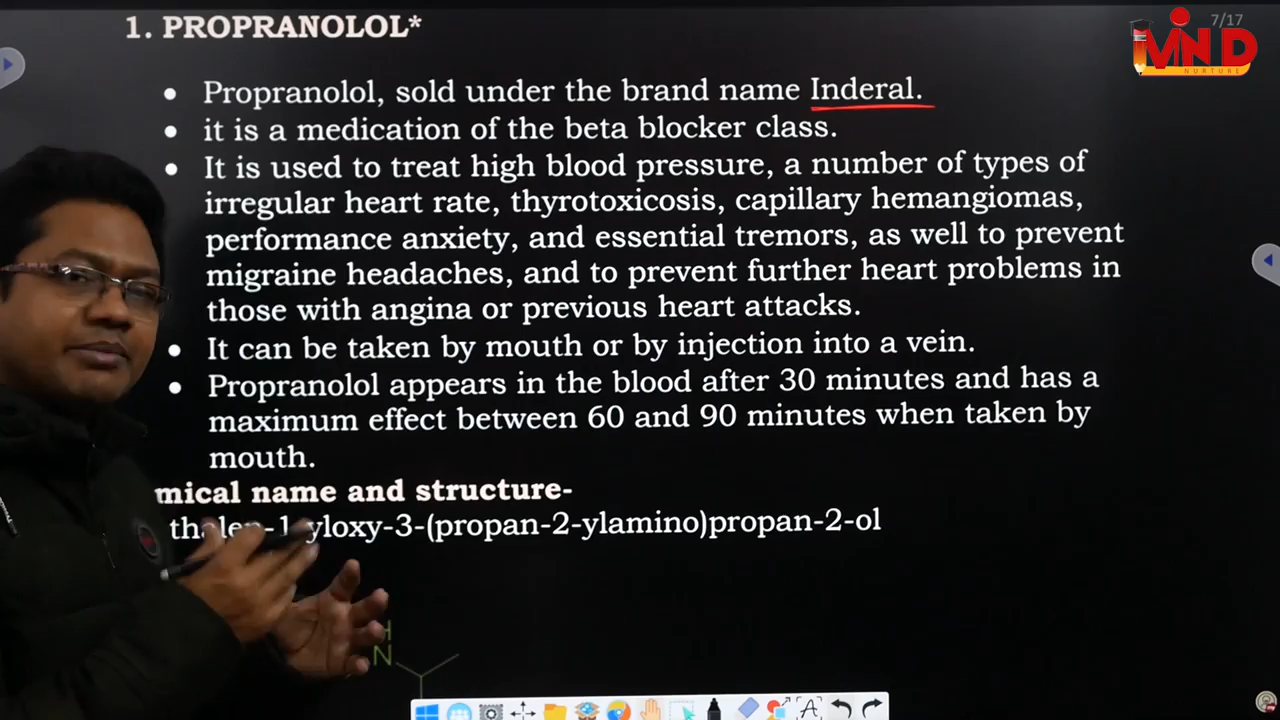 1. PROPRANOLOL*
7/17
MIND
NURTURE
• Propranolol, sold under the brand name Inderal.
• it is a medication of the beta blocker class.
• It is used to treat high blood pressure, a number of types of
irregular heart rate, thyrotoxicosis, capillary hemangiomas,
performance anxiety, and essential tremors, as well to prevent
migraine headaches, and to prevent further heart problems in
those with angina or previous heart attacks.
• It can be taken by mouth or by injection into a vein.
• Propranolol appears in the blood after 30 minutes and has a
maximum effect between 60 and 90 minutes when taken by
mouth.
mical name and structure-
thalen-1-yloxy-3-(propan-2-ylamino)propan-2-ol
H
N
A